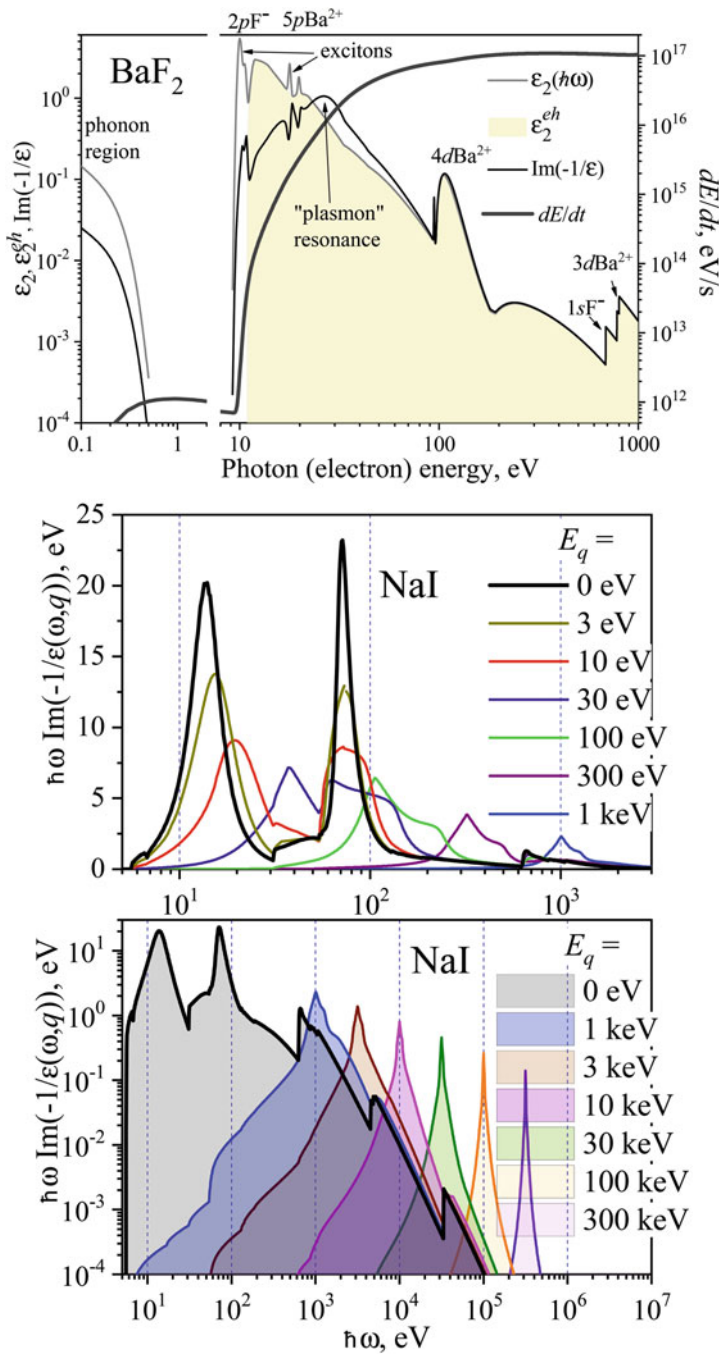 2pF⁻ 5pBa²⁺
BaF₂
excitons
phonon
region
"plasmon"
resonance
4dBa²⁺
3dBa²⁺
1sF⁻
ε₂(ħω)
ε₂ᵉʰ
Im(-1/ε)
dE/dt
ε₂, ε₂ᵉʰ, Im(-1/ε)
10⁰
10⁻¹
10⁻²
10⁻³
10⁻⁴
10¹⁷
10¹⁶
10¹⁵
10¹⁴
10¹³
10¹²
dE/dt, eV/s
0.1 1 10 100 1000
Photon (electron) energy, eV
25
20
15
10
5
0
ħω Im(-1/ε(ω,q)), eV
NaI
E_q =
0 eV
3 eV
10 eV
30 eV
100 eV
300 eV
1 keV
10¹ 10² 10³
10¹
10⁰
10⁻¹
10⁻²
10⁻³
10⁻⁴
ħω Im(-1/ε(ω,q)), eV
NaI
E_q =
0 eV
1 keV
3 keV
10 keV
30 keV
100 keV
300 keV
10¹ 10² 10³ 10⁴ 10⁵ 10⁶ 10⁷
ħω, eV